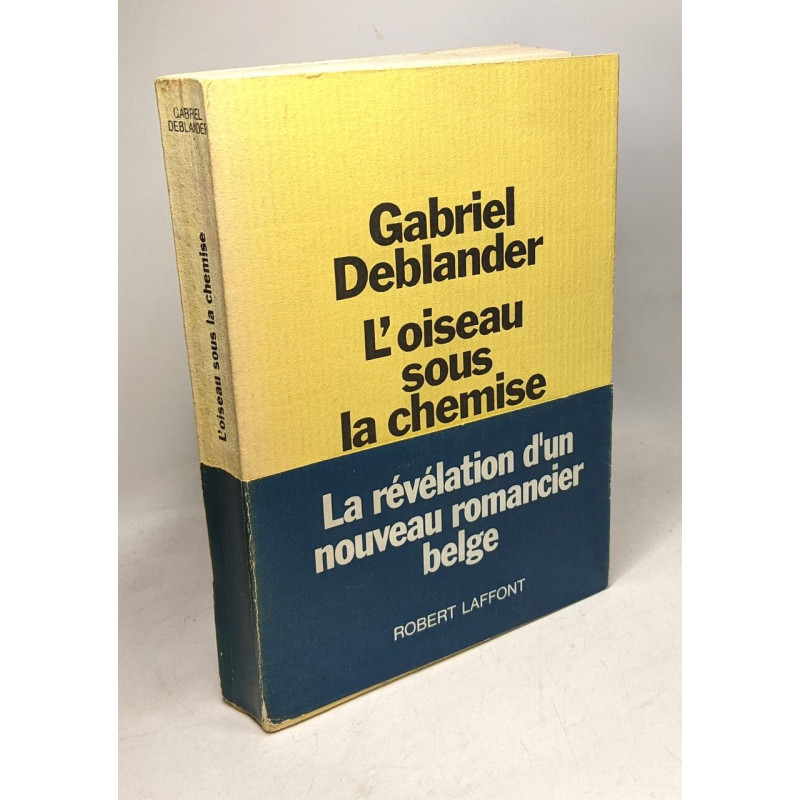 GABRIEL
DEBLANDER
L'oiseau sous la chemise
Gabriel
Deblander
L'oiseau
sous
la chemise
La révélation d'un
nouveau romancier
belge
ROBERT LAFFONT